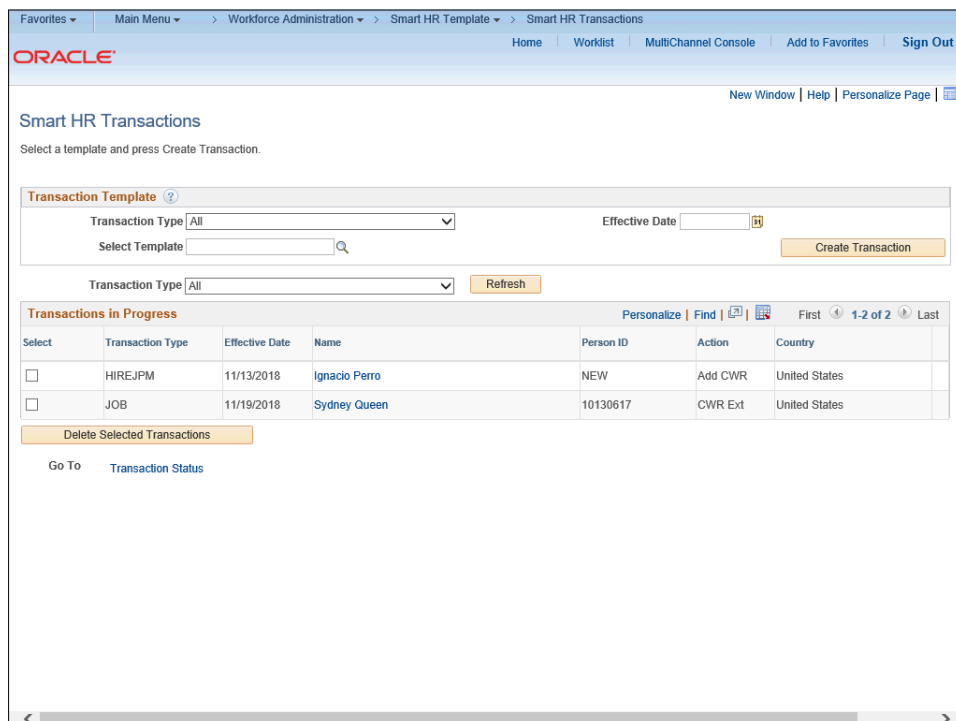 Favorites Main Menu > Workforce Administration > Smart HR Template > Smart HR Transactions
Home Worklist MultiChannel Console Add to Favorites Sign Out
ORACLE
New Window | Help | Personalize Page |
Smart HR Transactions
Select a template and press Create Transaction.
Transaction Template ?
Transaction Type All Effective Date 31
Select Template Create Transaction
Transaction Type All Refresh
Transactions in Progress Personalize | Find | | First 1-2 of 2 Last
Select Transaction Type Effective Date Name Person ID Action Country
HIREJPM 11/13/2018 Ignacio Perro NEW Add CWR United States
JOB 11/19/2018 Sydney Queen 10130617 CWR Ext United States
Delete Selected Transactions
Go To Transaction Status